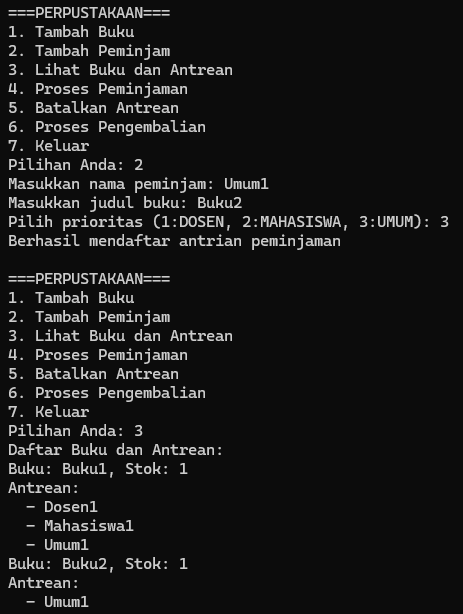 ===PERPUSTAKAAN===
1. Tambah Buku
2. Tambah Peminjam
3. Lihat Buku dan Antrean
4. Proses Peminjaman
5. Batalkan Antrean
6. Proses Pengembalian
7. Keluar
Pilihan Anda: 2
Masukkan nama peminjam: Umum1
Masukkan judul buku: Buku2
Pilih prioritas (1:DOSEN, 2:MAHASISWA, 3:UMUM): 3
Berhasil mendaftar antrian peminjaman

===PERPUSTAKAAN===
1. Tambah Buku
2. Tambah Peminjam
3. Lihat Buku dan Antrean
4. Proses Peminjaman
5. Batalkan Antrean
6. Proses Pengembalian
7. Keluar
Pilihan Anda: 3
Daftar Buku dan Antrean:
Buku: Buku1, Stok: 1
Antrean:
  - Dosen1
  - Mahasiswa1
  - Umum1
Buku: Buku2, Stok: 1
Antrean:
  - Umum1